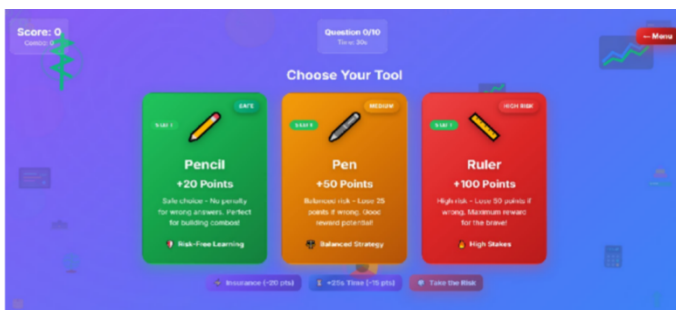 Score: 0
Combo: 0
Question 0/10
Time: 30s
← Menu
Choose Your Tool
SAFE
Pencil
+20 Points
Safe choice - No penalty
for wrong answers. Perfect
for building combos!
Risk-Free Learning
MEDIUM
Pen
+50 Points
Balanced risk - Lose 25
points if wrong. Good
reward potential!
Balanced Strategy
HIGH RISK
Ruler
+100 Points
High risk - Lose 50 points if
wrong. Maximum reward
for the brave!
High Stakes
Insurance (-20 pts)
+20s Time (-15 pts)
Take the Risk